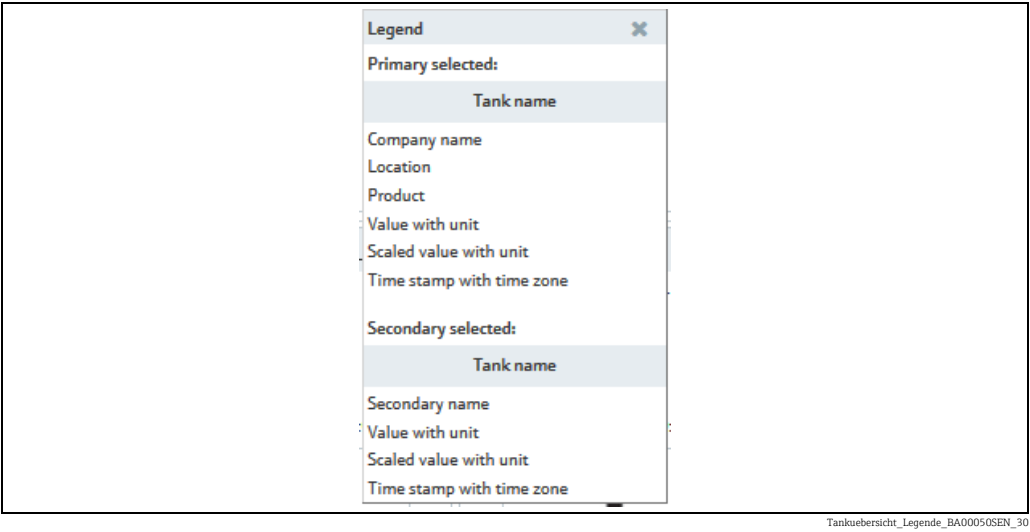 Legend
Primary selected:
Tank name
Company name
Location
Product
Value with unit
Scaled value with unit
Time stamp with time zone
Secondary selected:
Tank name
Secondary name
Value with unit
Scaled value with unit
Time stamp with time zone
Tankuebersicht_Legende_BA00050SEN_30